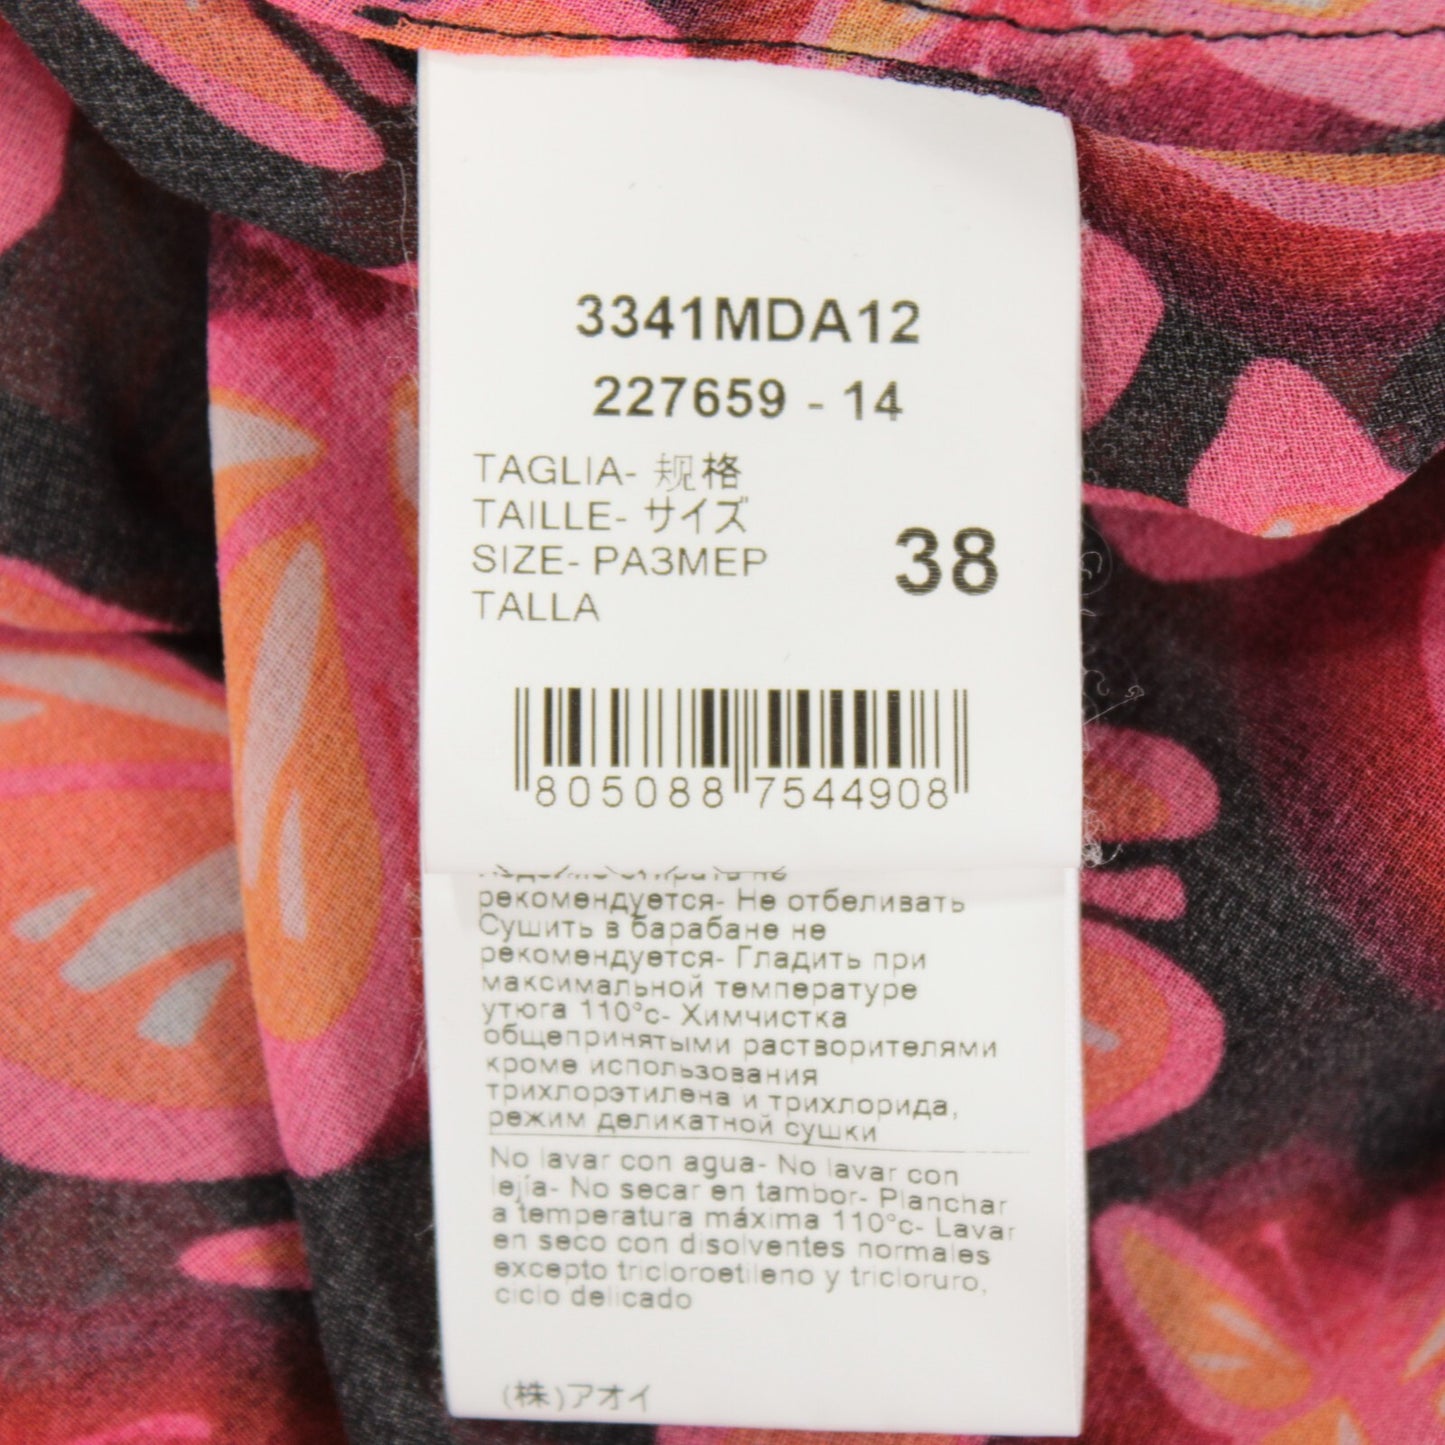 3341MDA12
227659 - 14
TAGLIA- 规格
TAILLE- サイズ
SIZE- РАЗМЕР
TALLA
38
805088 7544908
рекомендуется- Не отбеливать
Сушить в барабане не
рекомендуется- Гладить при
максимальной температуре
утюга 110°c- Химчистка
общепринятыми растворителями
кроме использования
трихлорэтилена и трихлорида,
режим деликатной сушки
No lavar con agua- No lavar con
lejía- No secar en tambor- Planchar
a temperatura máxima 110°c- Lavar
en seco con disolventes normales
excepto tricloroetileno y tricloruro,
ciclo delicado
(株)アオイ